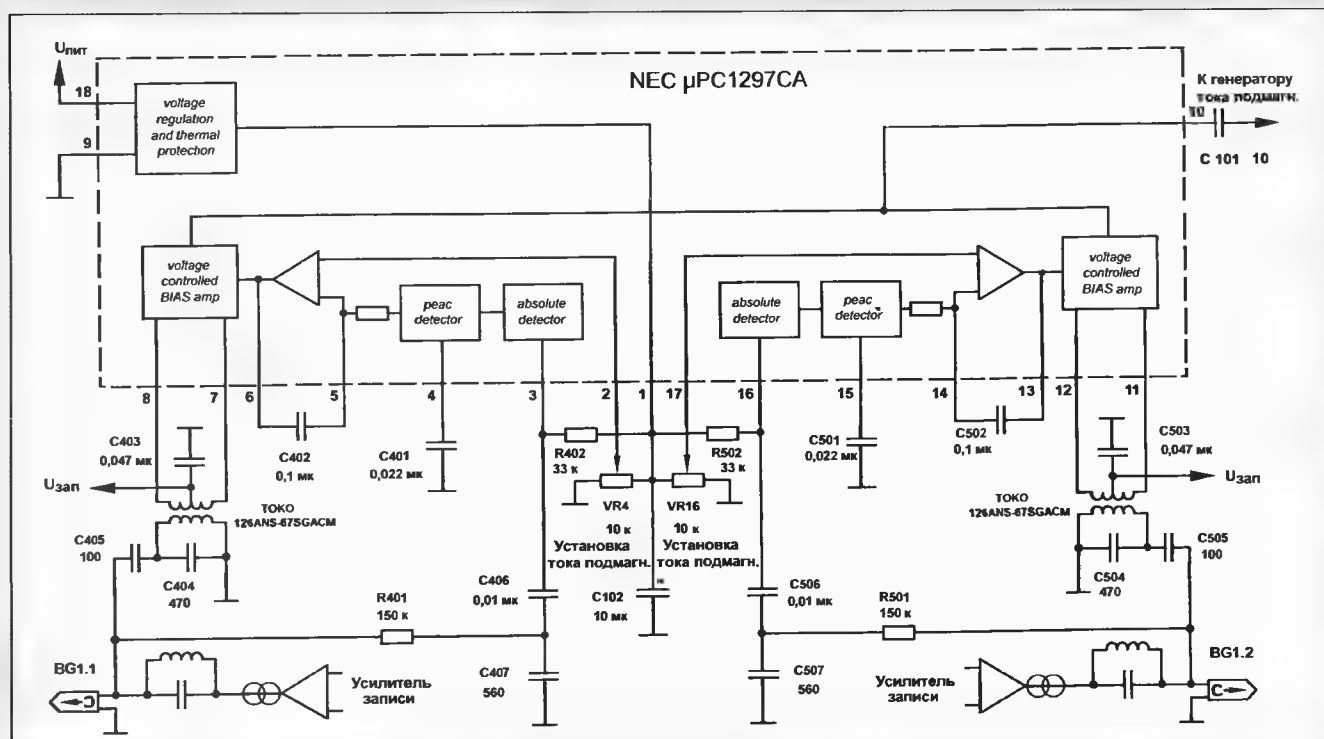 Uпит
18
9
voltage
regulation
and thermal
protection
NEC µPC1297CA
К генератору
тока подмагн.
10
C 101 10
voltage
controlled
BIAS amp
peac
detector
absolute
detector
absolute
detector
peac
detector
voltage
controlled
BIAS amp
8
7
6
5
4
3
2
1
17
16
15
14
13
12
11
C403
0,047 мк
C402
0,1 мк
C401
0,022 мк
R402
33 к
R502
33 к
C501
0,022 мк
C502
0,1 мк
C503
0,047 мк
Uзап
Uзап
TOKO
126ANS-67SGACM
VR4
10 к
VR16
10 к
TOKO
126ANS-67SGACM
Установка
тока подмагн.
Установка
тока подмагн.
C405
100
C404
470
C406
0,01 мк
C102
10 мк
C506
0,01 мк
C504
470
C505
100
R401
150 к
R501
150 к
BG1.1
C407
560
C507
560
BG1.2
Усилитель
записи
Усилитель
записи
C
C